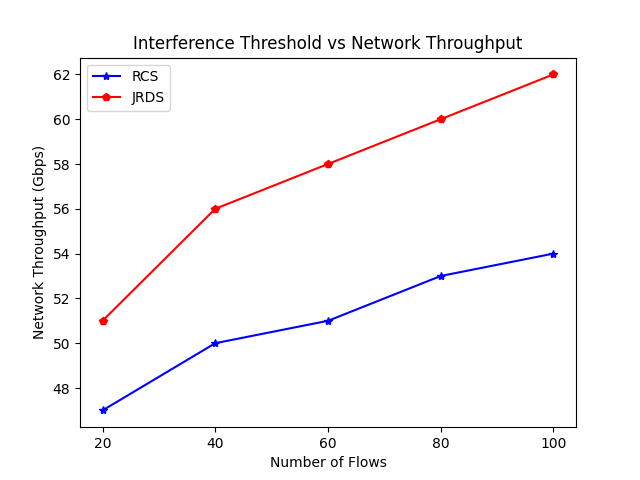 Interference Threshold vs Network Throughput
RCS
JRDS
Network Throughput (Gbps)
62
60
58
56
54
52
50
48
20 40 60 80 100
Number of Flows